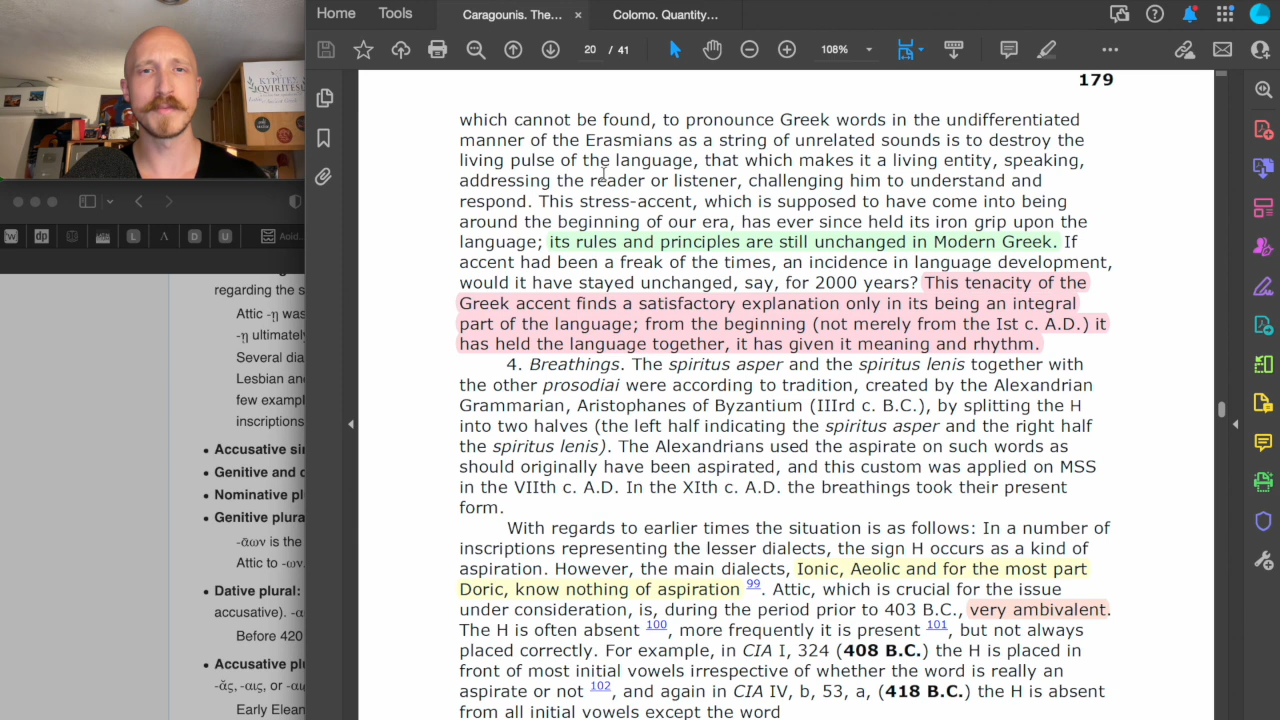 Home
Tools
Caragounis. The... ×
Colomo. Quantity...
20 / 41
108%
ΚΥΡΙΤΕΣ
QVIRITES
179
which cannot be found, to pronounce Greek words in the undifferentiated
manner of the Erasmians as a string of unrelated sounds is to destroy the
living pulse of the language, that which makes it a living entity, speaking,
addressing the reader or listener, challenging him to understand and
respond. This stress-accent, which is supposed to have come into being
around the beginning of our era, has ever since held its iron grip upon the
language; its rules and principles are still unchanged in Modern Greek. If
accent had been a freak of the times, an incidence in language development,
would it have stayed unchanged, say, for 2000 years? This tenacity of the
Greek accent finds a satisfactory explanation only in its being an integral
part of the language; from the beginning (not merely from the Ist c. A.D.) it
has held the language together, it has given it meaning and rhythm.
4. Breathings. The spiritus asper and the spiritus lenis together with
the other prosodiai were according to tradition, created by the Alexandrian
Grammarian, Aristophanes of Byzantium (IIIrd c. B.C.), by splitting the H
into two halves (the left half indicating the spiritus asper and the right half
the spiritus lenis). The Alexandrians used the aspirate on such words as
should originally have been aspirated, and this custom was applied on MSS
in the VIIth c. A.D. In the XIth c. A.D. the breathings took their present
form.
With regards to earlier times the situation is as follows: In a number of
inscriptions representing the lesser dialects, the sign H occurs as a kind of
aspiration. However, the main dialects, Ionic, Aeolic and for the most part
Doric, know nothing of aspiration 99. Attic, which is crucial for the issue
under consideration, is, during the period prior to 403 B.C., very ambivalent.
The H is often absent 100, more frequently it is present 101, but not always
placed correctly. For example, in CIA I, 324 (408 B.C.) the H is placed in
front of most initial vowels irrespective of whether the word is really an
aspirate or not 102, and again in CIA IV, b, 53, a, (418 B.C.) the H is absent
from all initial vowels except the word
W dp L Λ D U Aoid...
regarding the s
Attic -ῃ was
-ῃ ultimately
Several dia
Lesbian and
few exampl
inscriptions
• Accusative sin
• Genitive and d
• Nominative pl
• Genitive plura
-ᾱων is the
Attic to -ων.
• Dative plural:
accusative). -α
Before 420
• Accusative plu
-ᾰς, -αις, or -αι
Early Elean